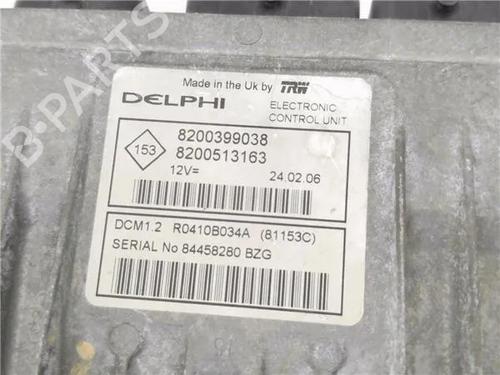 Made in the Uk by TRW
DELPHI
ELECTRONIC
CONTROL UNIT
153
8200399038
8200513163
12V=
24.02.06
DCM1.2 R0410B034A (81153C)
SERIAL No 84458280 BZG
B-PARTS
B-PARTS